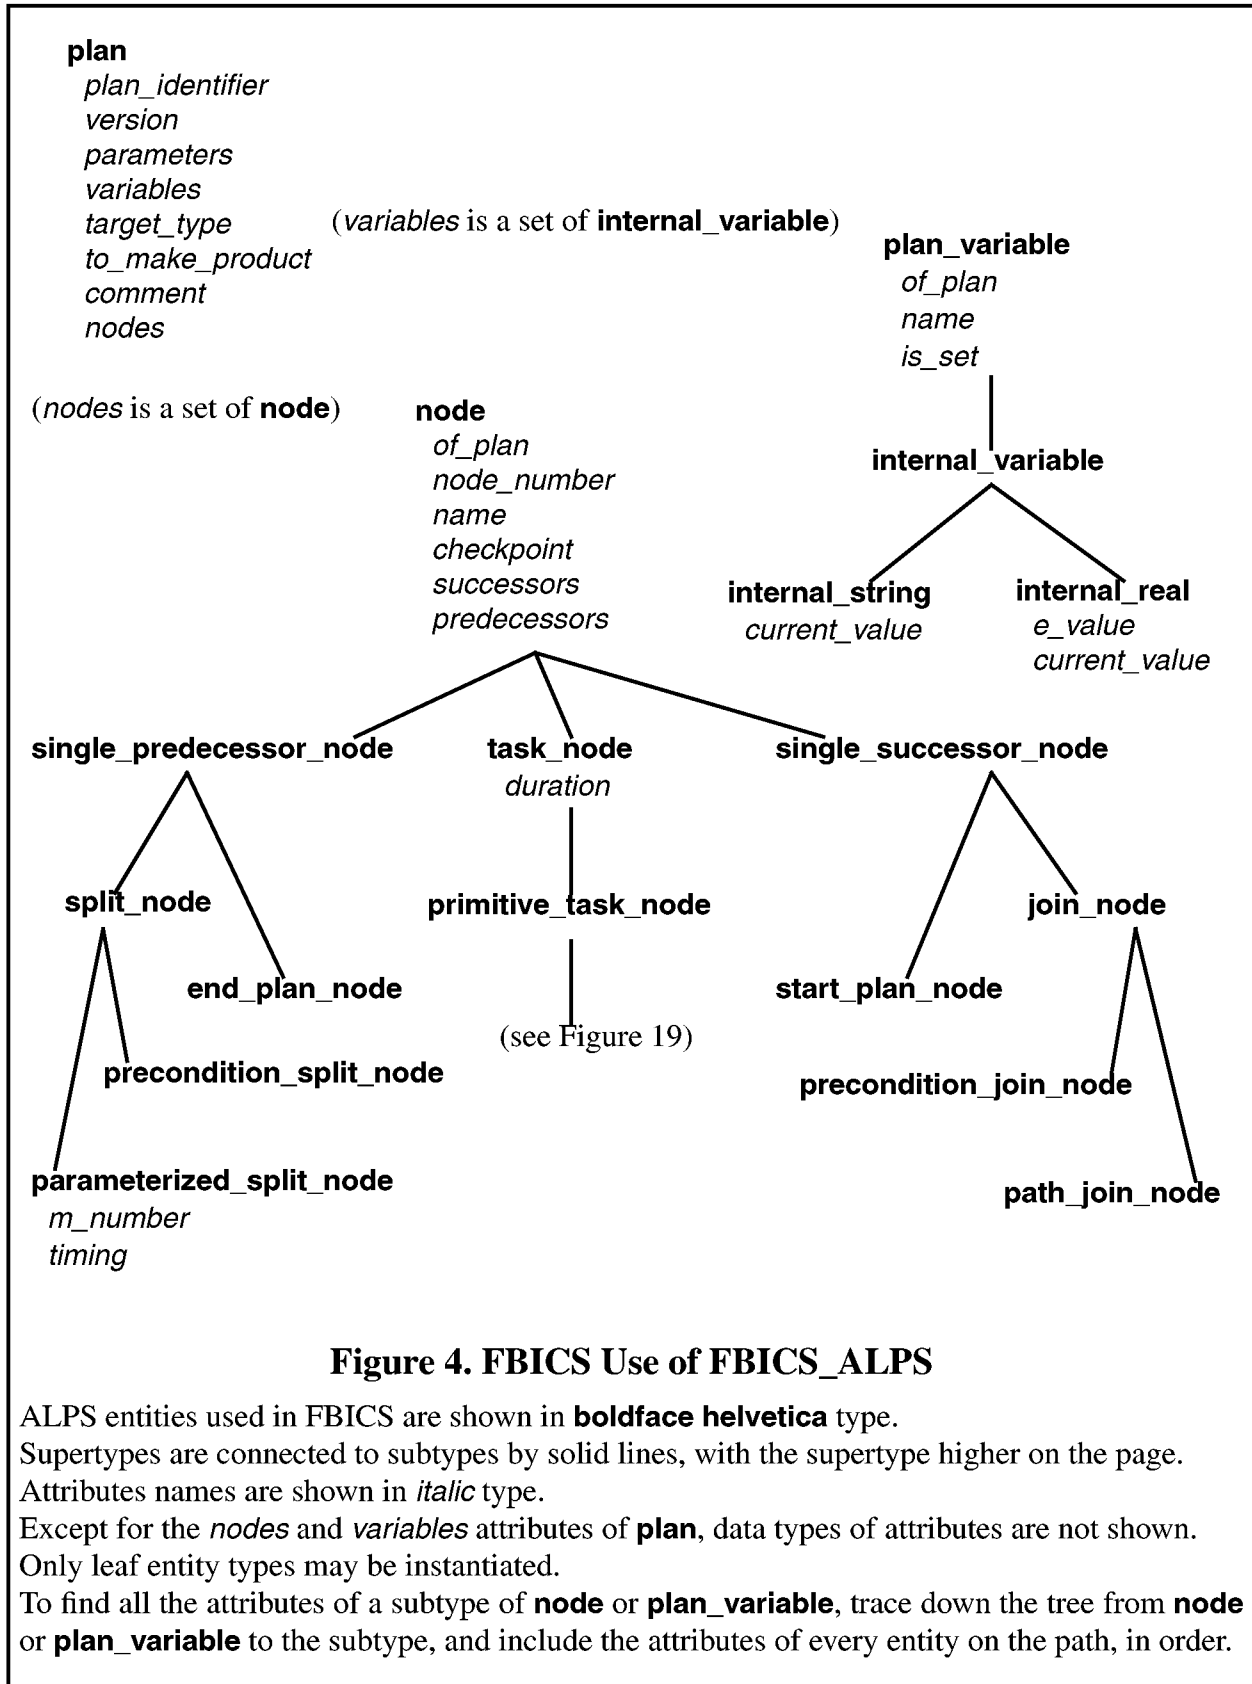 plan
plan_identifier
version
parameters
variables
target_type
to_make_product
comment
nodes
(variables is a set of internal_variable)
plan_variable
of_plan
name
is_set
(nodes is a set of node)
node
of_plan
node_number
name
checkpoint
successors
predecessors
internal_variable
internal_string
current_value
internal_real
e_value
current_value
single_predecessor_node
task_node
duration
single_successor_node
split_node
primitive_task_node
join_node
end_plan_node
start_plan_node
(see Figure 19)
precondition_split_node
precondition_join_node
parameterized_split_node
m_number
timing
path_join_node
Figure 4. FBICS Use of FBICS_ALPS
ALPS entities used in FBICS are shown in boldface helvetica type.
Supertypes are connected to subtypes by solid lines, with the supertype higher on the page.
Attributes names are shown in italic type.
Except for the nodes and variables attributes of plan, data types of attributes are not shown.
Only leaf entity types may be instantiated.
To find all the attributes of a subtype of node or plan_variable, trace down the tree from node
or plan_variable to the subtype, and include the attributes of every entity on the path, in order.